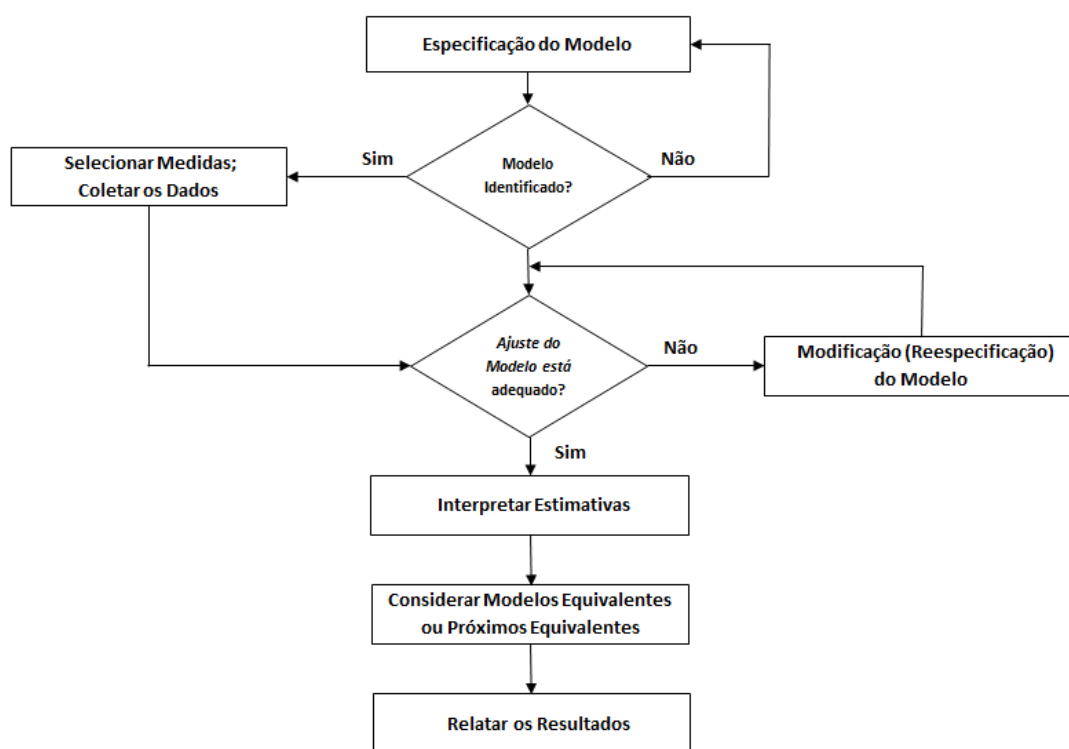 Especificação do Modelo
Sim
Modelo
Identificado?
Não
Selecionar Medidas;
Coletar os Dados
Ajuste do
Modelo está
adequado?
Não
Modificação (Reespecificação)
do Modelo
Sim
Interpretar Estimativas
Considerar Modelos Equivalentes
ou Próximos Equivalentes
Relatar os Resultados